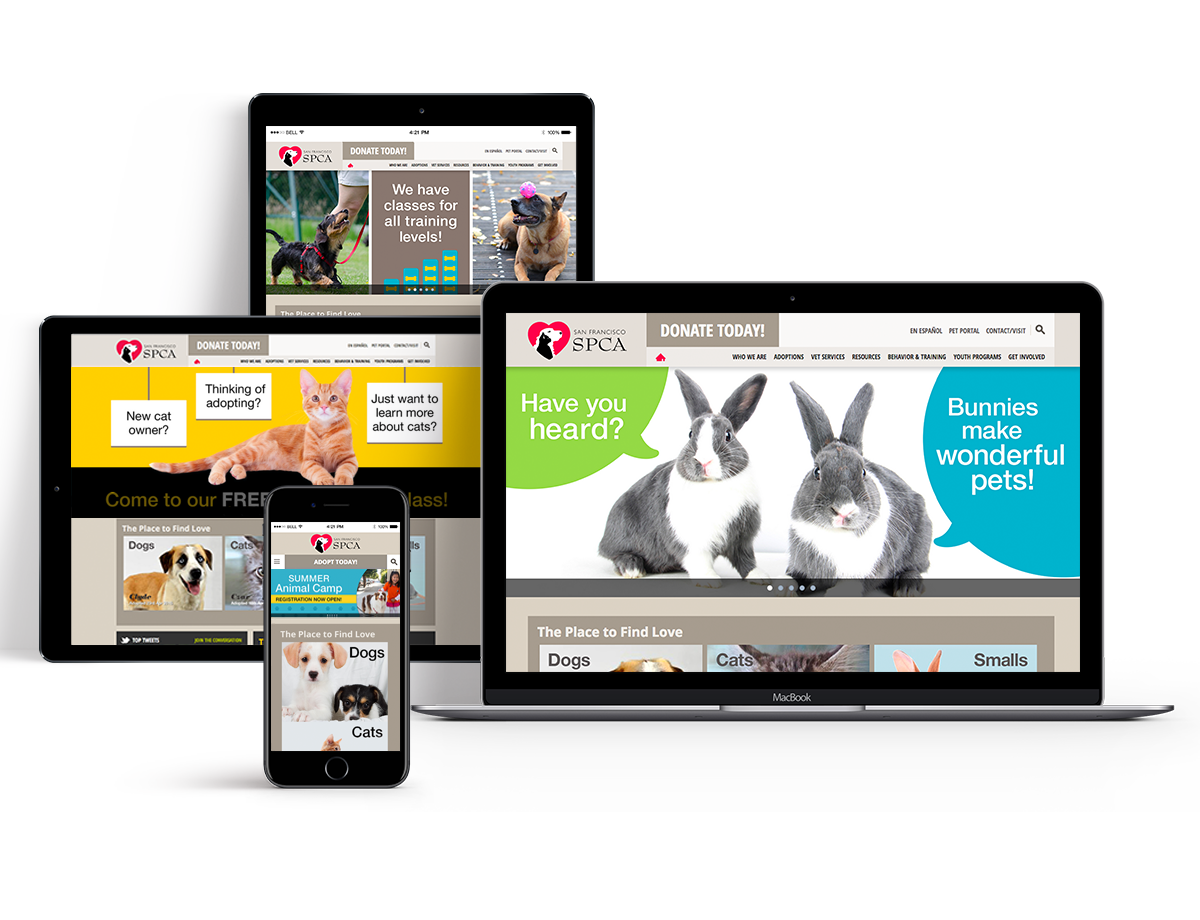 BELL
4:21 PM
100%
SAN FRANCISCO
SPCA
DONATE TODAY!
EN ESPAÑOL PET PORTAL CONTACT/VISIT
WHO WE ARE ADOPTIONS VET SERVICES RESOURCES BEHAVIOR & TRAINING YOUTH PROGRAMS GET INVOLVED
We have
classes for
all training
levels!
The Place to Find Love
SAN FRANCISCO
SPCA
DONATE TODAY!
EN ESPAÑOL PET PORTAL CONTACT/VISIT
WHO WE ARE ADOPTIONS VET SERVICES RESOURCES BEHAVIOR & TRAINING YOUTH PROGRAMS GET INVOLVED
New cat
owner?
Thinking of
adopting?
Just want to
learn more
about cats?
Come to our FREE
The Place to Find Love
Dogs
Cats
Clyde
TOP TWEETS
JOIN THE CONVERSATION
BELL
4:21 PM
100%
SAN FRANCISCO
SPCA
ADOPT TODAY!
SUMMER
Animal Camp
REGISTRATION NOW OPEN!
The Place to Find Love
Dogs
Cats
SAN FRANCISCO
SPCA
DONATE TODAY!
EN ESPAÑOL PET PORTAL CONTACT/VISIT
WHO WE ARE ADOPTIONS VET SERVICES RESOURCES BEHAVIOR & TRAINING YOUTH PROGRAMS GET INVOLVED
Have you
heard?
Bunnies
make
wonderful
pets!
The Place to Find Love
Dogs
Cats
Smalls
MacBook